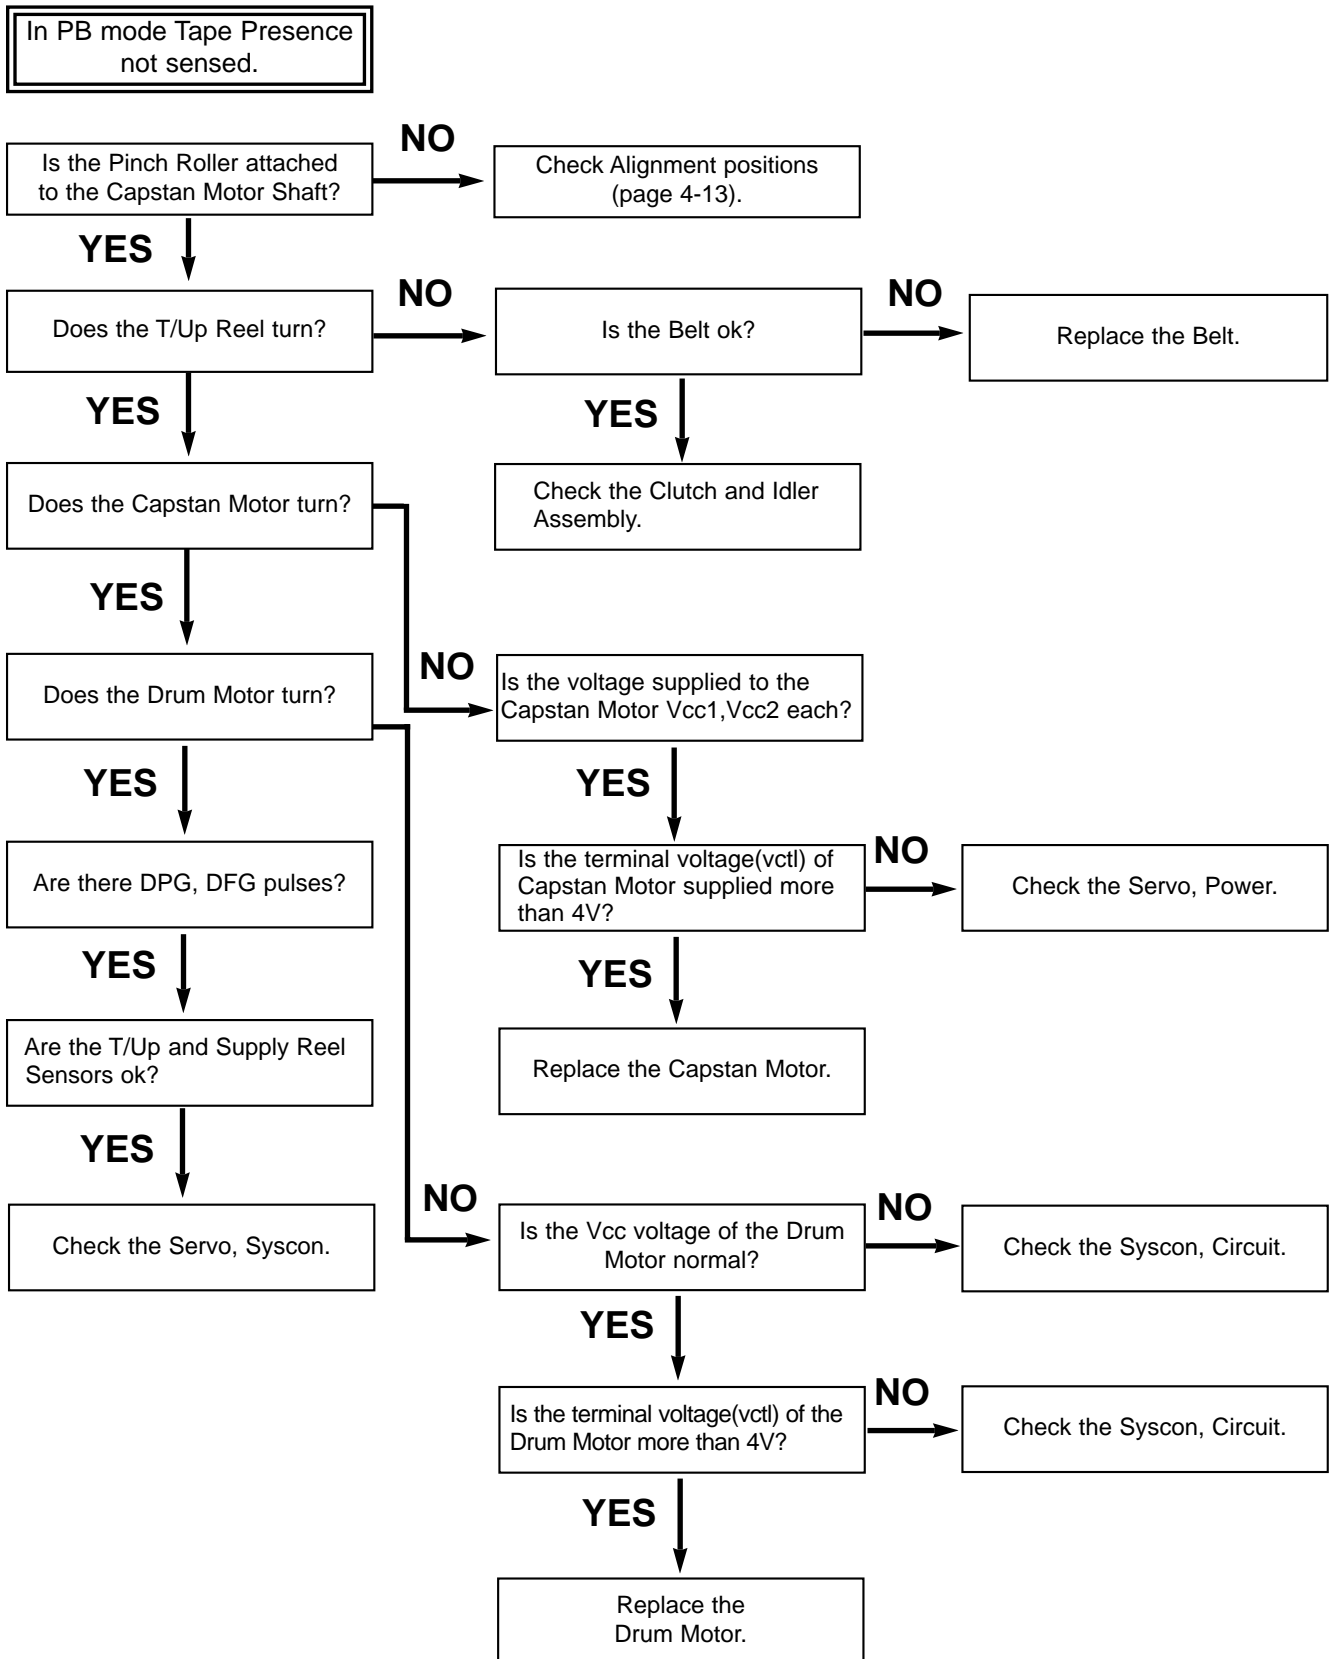 In PB mode Tape Presence
not sensed.
Is the Pinch Roller attached
to the Capstan Motor Shaft?
NO
Check Alignment positions
(page 4-13).
YES
Does the T/Up Reel turn?
NO
Is the Belt ok?
NO
Replace the Belt.
YES
YES
Check the Clutch and Idler
Assembly.
Does the Capstan Motor turn?
YES
NO
Is the voltage supplied to the
Capstan Motor Vcc1,Vcc2 each?
Does the Drum Motor turn?
YES
YES
Is the terminal voltage(vctl) of
Capstan Motor supplied more
than 4V?
NO
Check the Servo, Power.
Are there DPG, DFG pulses?
YES
YES
Replace the Capstan Motor.
Are the T/Up and Supply Reel
Sensors ok?
YES
Check the Servo, Syscon.
NO
Is the Vcc voltage of the Drum
Motor normal?
NO
Check the Syscon, Circuit.
YES
Is the terminal voltage(vctl) of the
Drum Motor more than 4V?
NO
Check the Syscon, Circuit.
YES
Replace the
Drum Motor.